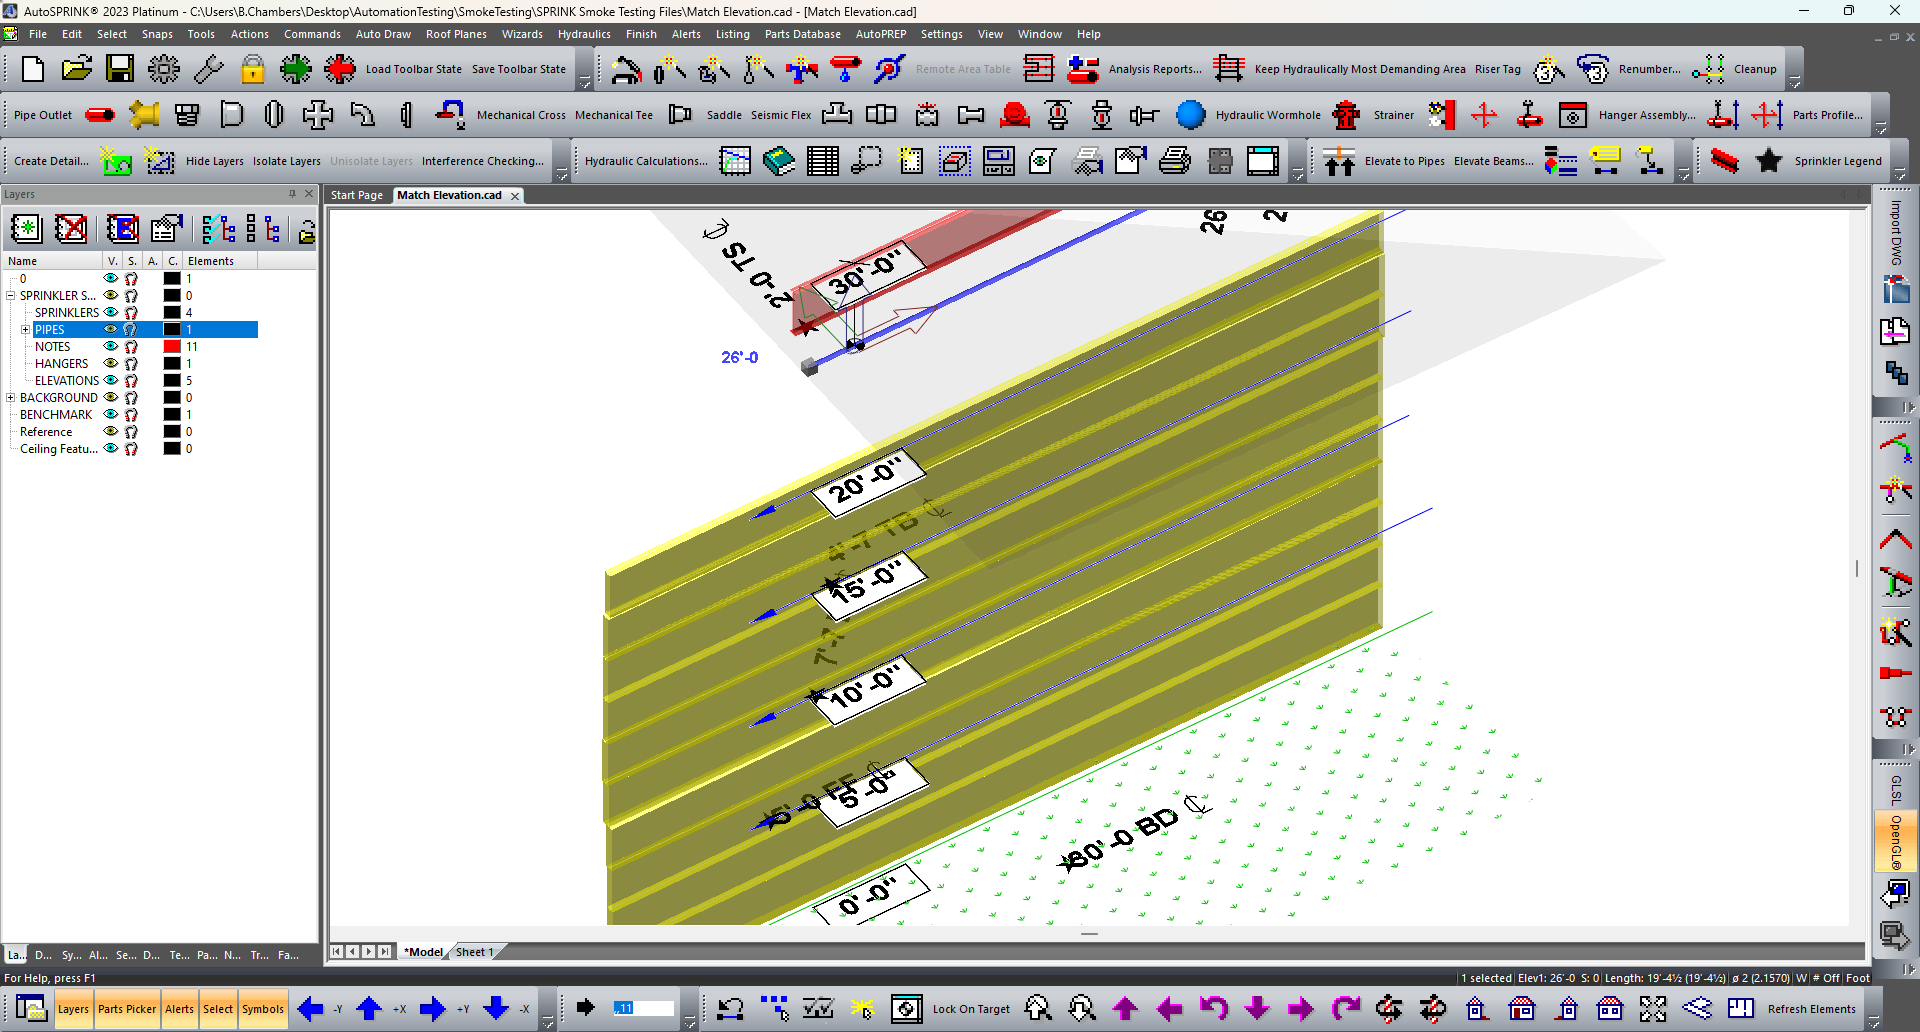 AutoSPRINK® 2023 Platinum - C:\Users\B.Chambers\Desktop\AutomationTesting\SmokeTesting\SPRINK Smoke Testing Files\Match Elevation.cad - [Match Elevation.cad]
File Edit Select Snaps Tools Actions Commands Auto Draw Roof Planes Wizards Hydraulics Finish Alerts Listing Parts Database AutoPREP Settings View Window Help
Load Toolbar State Save Toolbar State Remote Area Table Analysis Reports... Keep Hydraulically Most Demanding Area Riser Tag Renumber... Cleanup
Pipe Outlet Mechanical Cross Mechanical Tee Saddle Seismic Flex Hydraulic Wormhole Strainer Hanger Assembly... Parts Profile...
Create Detail... Hide Layers Isolate Layers Unisolate Layers Interference Checking... Hydraulic Calculations... Elevate to Pipes Elevate Beams... Sprinkler Legend
Layers
Start Page Match Elevation.cad
Name V. S. A. C. Elements
0 1
SPRINKLER S... 0
SPRINKLERS 4
PIPES 1
NOTES 11
HANGERS 1
ELEVATIONS 5
BACKGROUND 0
BENCHMARK 1
Reference 0
Ceiling Featu... 0
2'-0 TS
30'-0"
26
2
26'-0
20'-0"
4'-7 TB
15'-0"
10'-0"
5'-0"
80'-0 BD
0'-0"
Import DWG
GLSL
OpenGL®
La... D... Sy... Al... Se... D... Te... Pa... N... Tr... Fa...
*Model Sheet 1
For Help, press F1
1 selected Elev1: 26'-0 S: 0 Length: 19'-4½ (19'-4½) ø 2 (2.1570) W # Off Foot
Layers Parts Picker Alerts Select Symbols -Y +X +Y -X ,,11 Lock On Target Refresh Elements